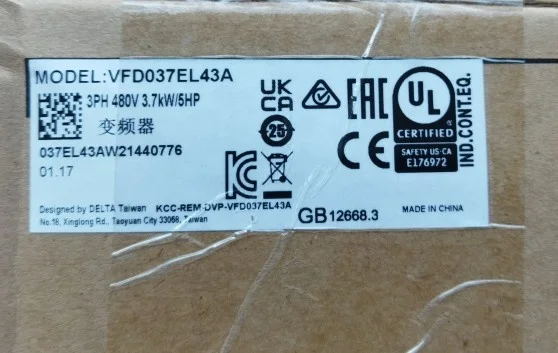 MODEL:VFD037EL43A
3PH 480V 3.7kW/5HP
变频器
037EL43AW21440776
01.17
Designed by DELTA Taiwan KCC-REM-DVP-VFD037EL43A
No.18, Xinglong Rd., Taoyuan City 33068, Taiwan
UK
CA
25
EAC
CE
UL
CERTIFIED
SAFETY US·CA
E176972
IND.CONT.EQ.
GB12668.3
MADE IN CHINA